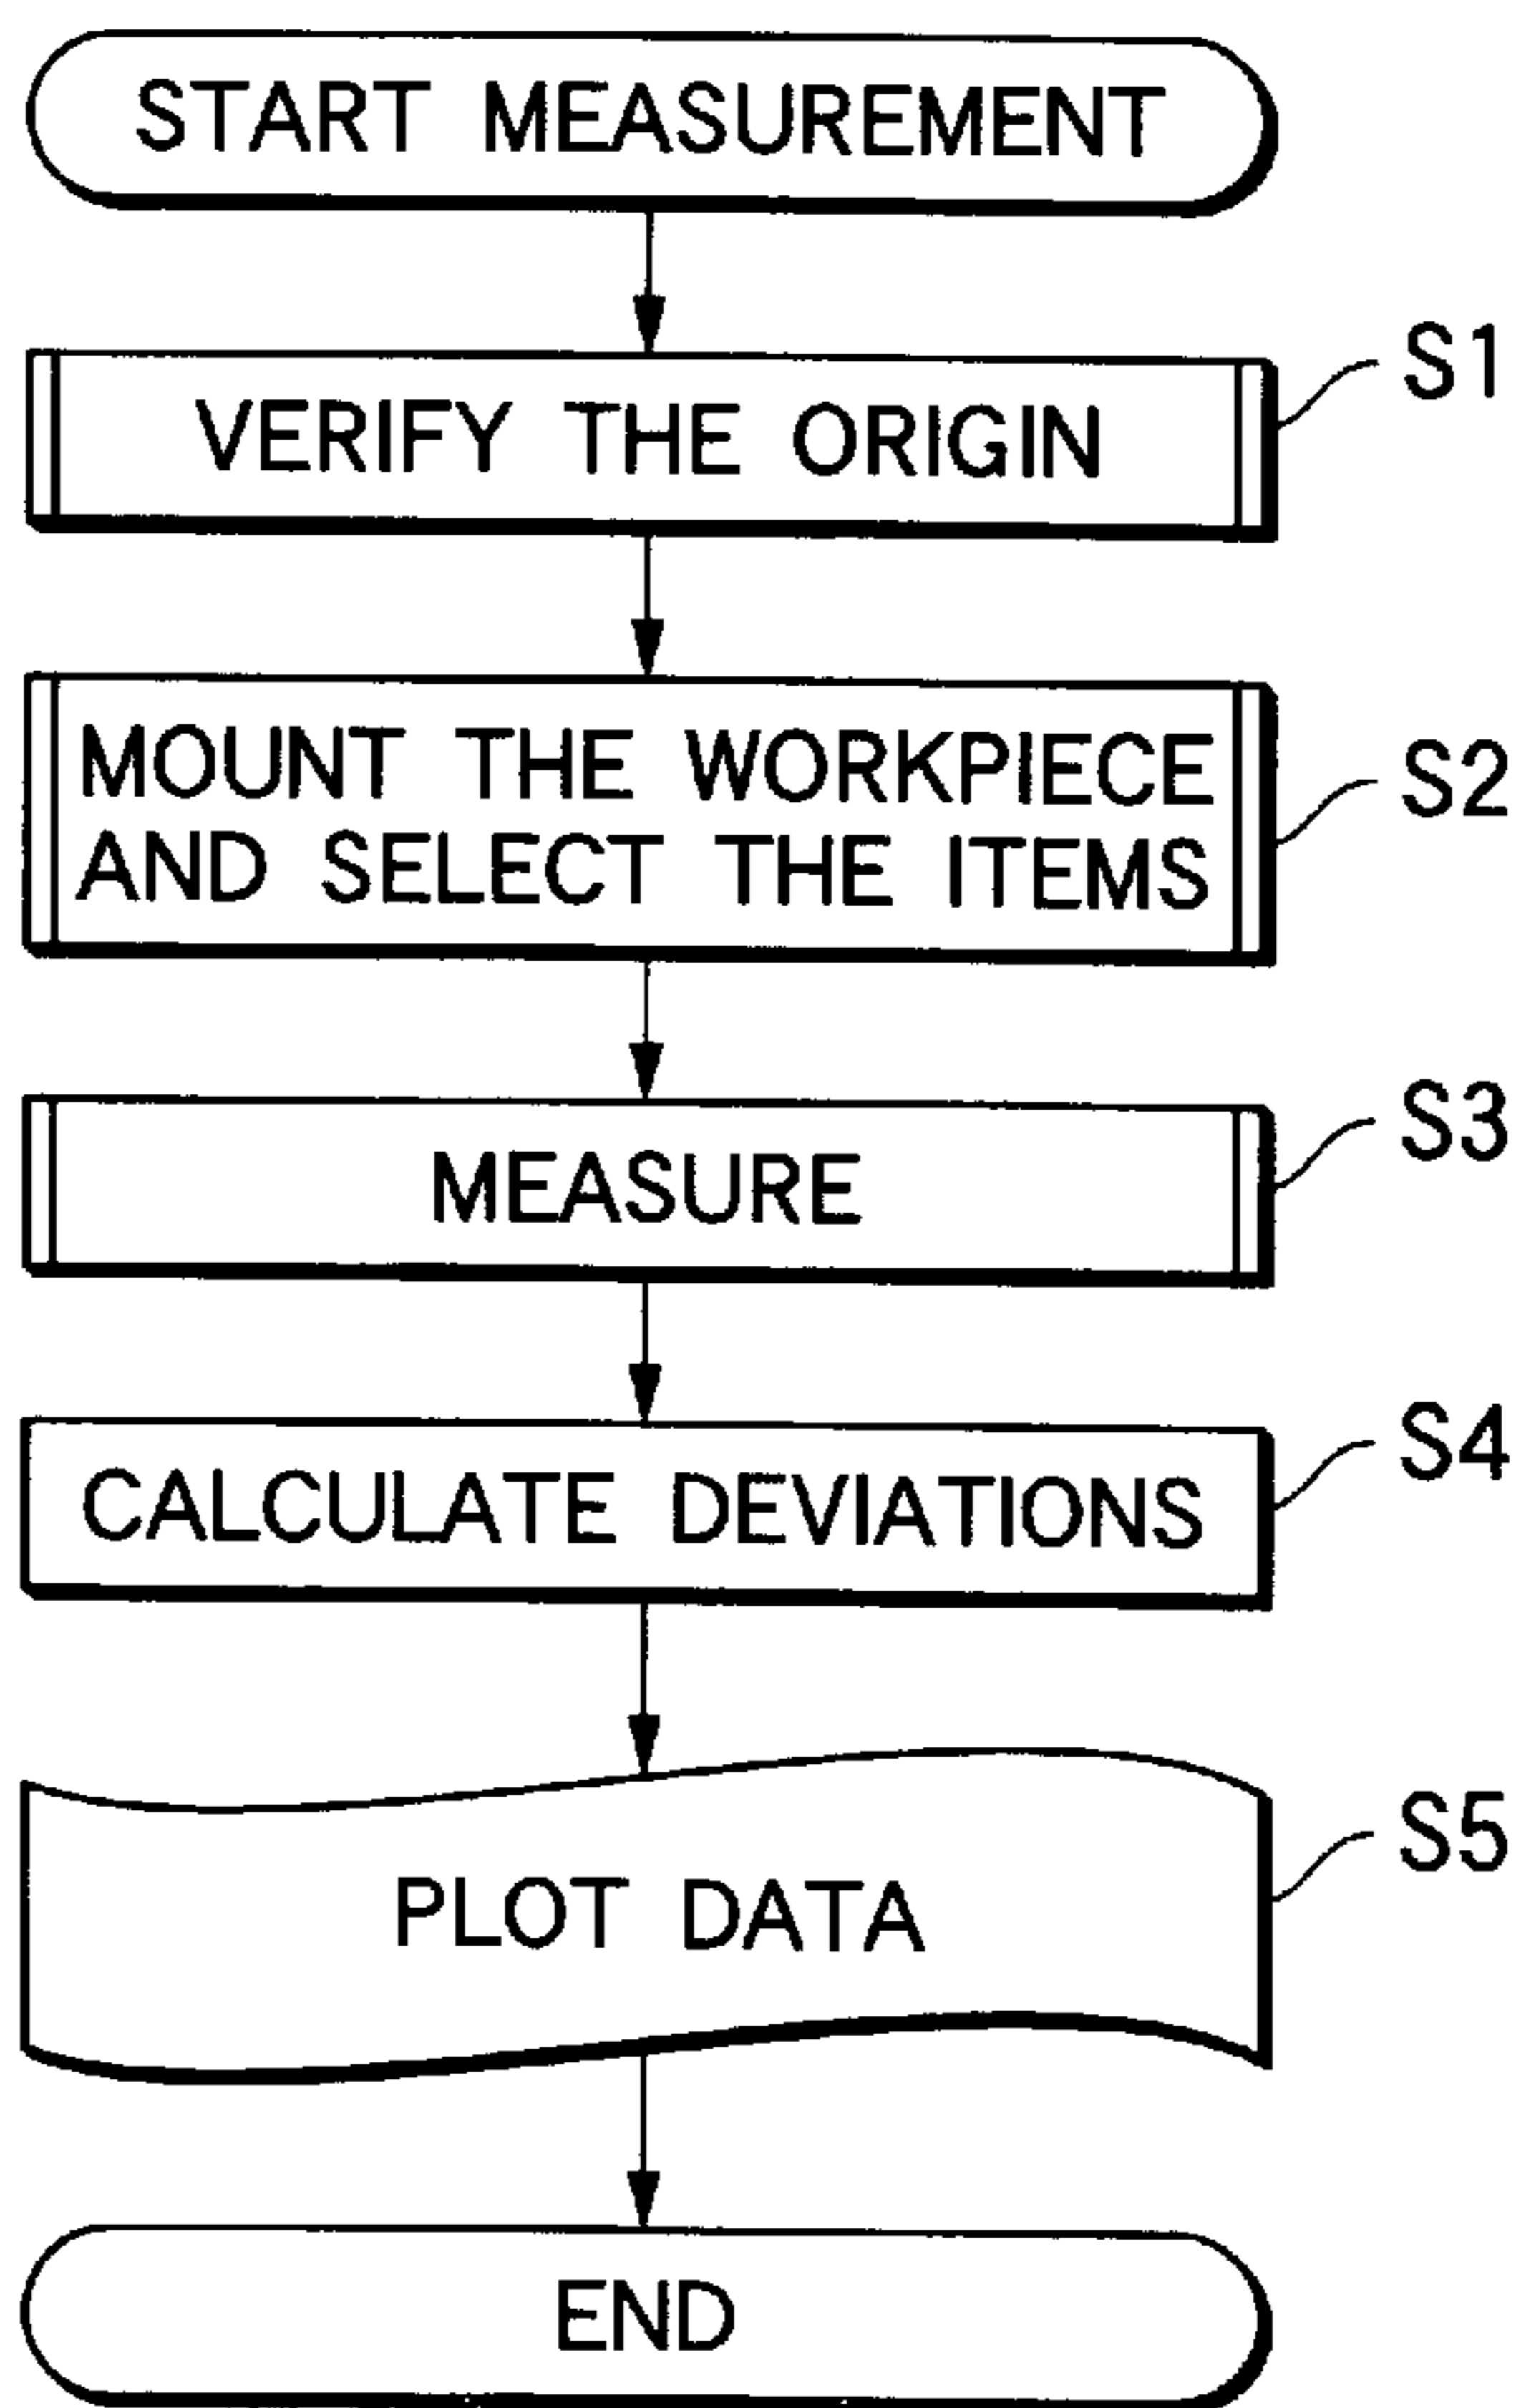 START MEASUREMENT
VERIFY THE ORIGIN
S1
MOUNT THE WORKPIECE
AND SELECT THE ITEMS
S2
MEASURE
S3
CALCULATE DEVIATIONS
S4
PLOT DATA
S5
END